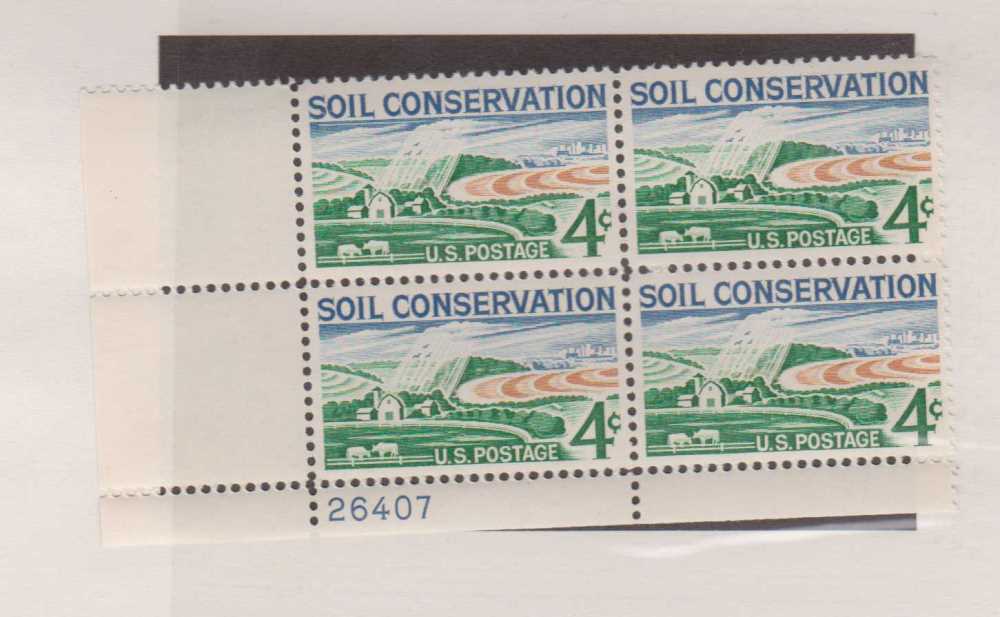 SOIL CONSERVATION
4¢
U.S. POSTAGE
SOIL CONSERVATION
4¢
U.S. POSTAGE
SOIL CONSERVATION
4¢
U.S. POSTAGE
SOIL CONSERVATION
4¢
U.S. POSTAGE
26407